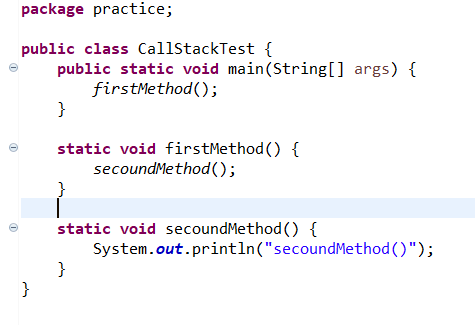 package practice;
public class CallStackTest {
public static void main(String[] args) {
firstMethod();
}
static void firstMethod() {
secoundMethod();
}
static void secoundMethod() {
System.out.println("secoundMethod()");
}
}